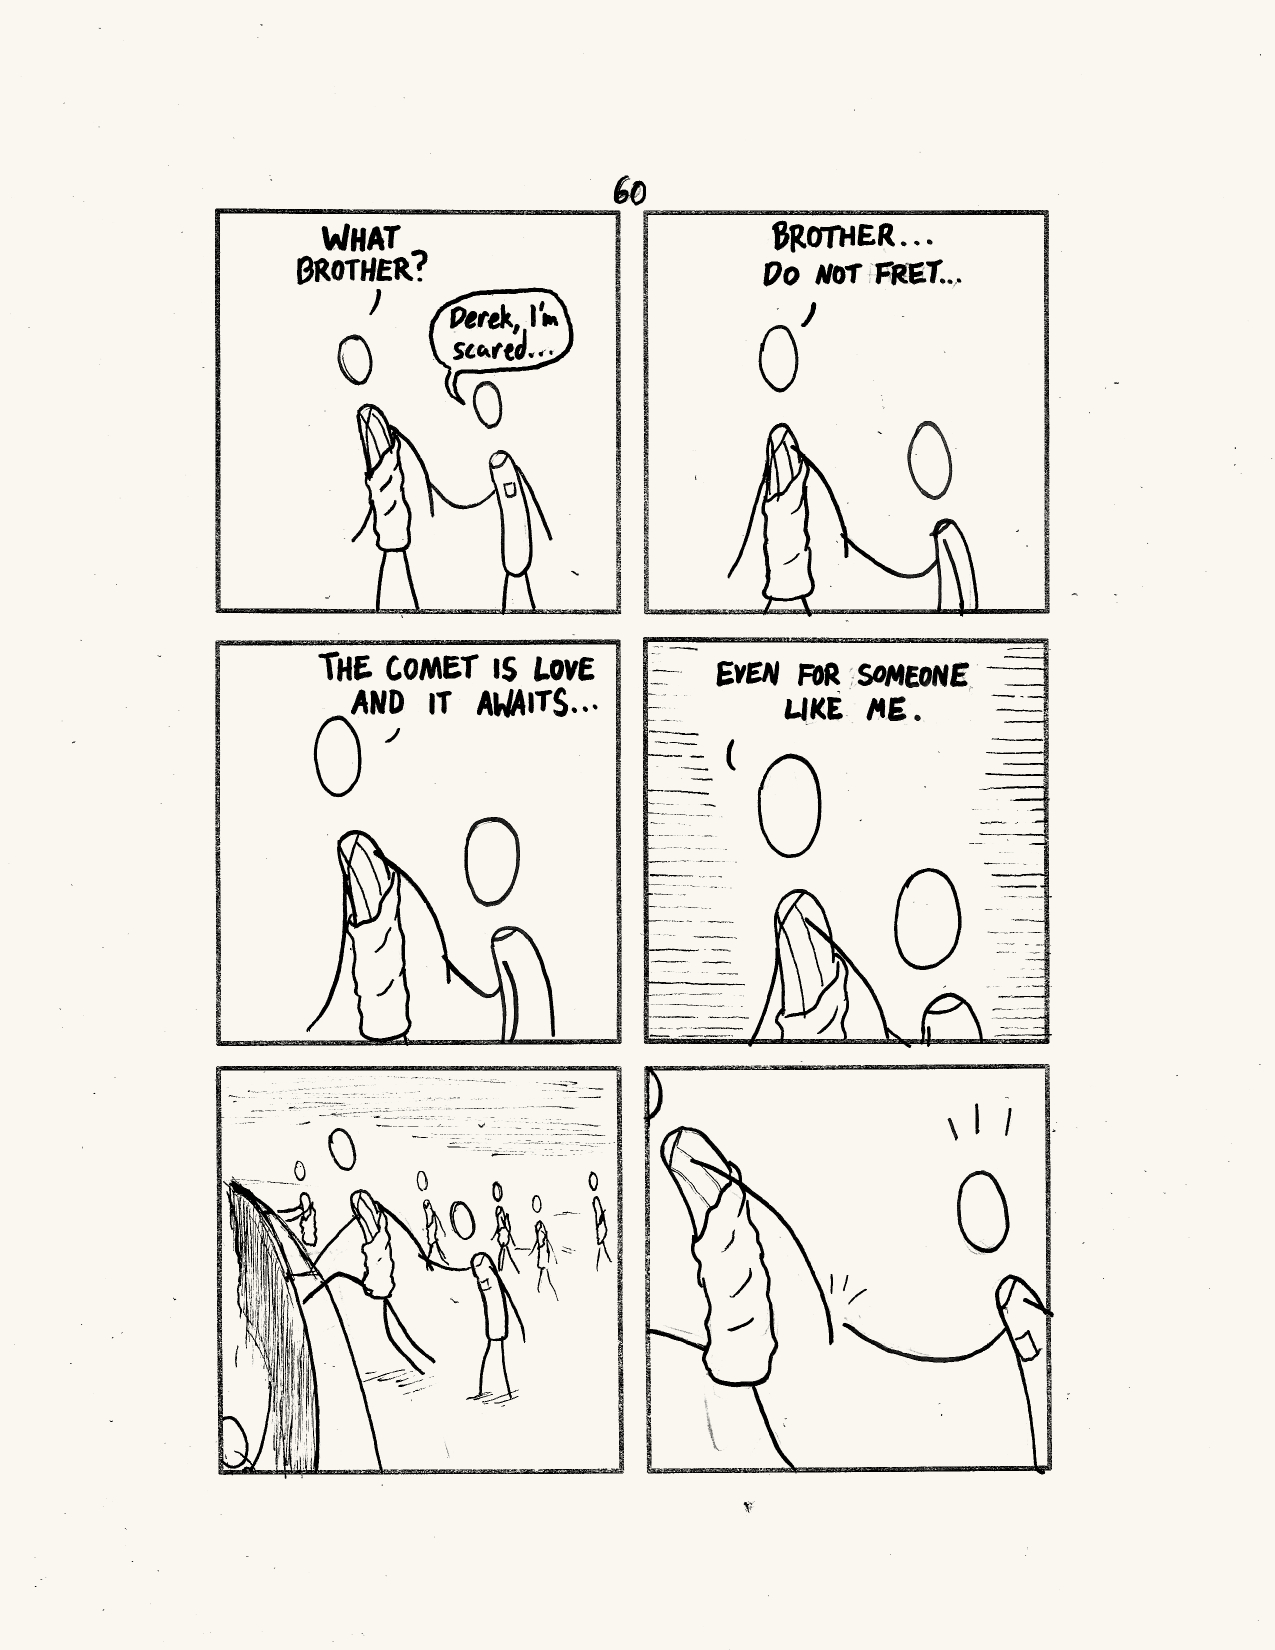 60
WHAT
BROTHER?
Derek, I'm
scared...
BROTHER...
DO NOT FRET...
THE COMET IS LOVE
AND IT AWAITS...
EVEN FOR SOMEONE
LIKE ME.